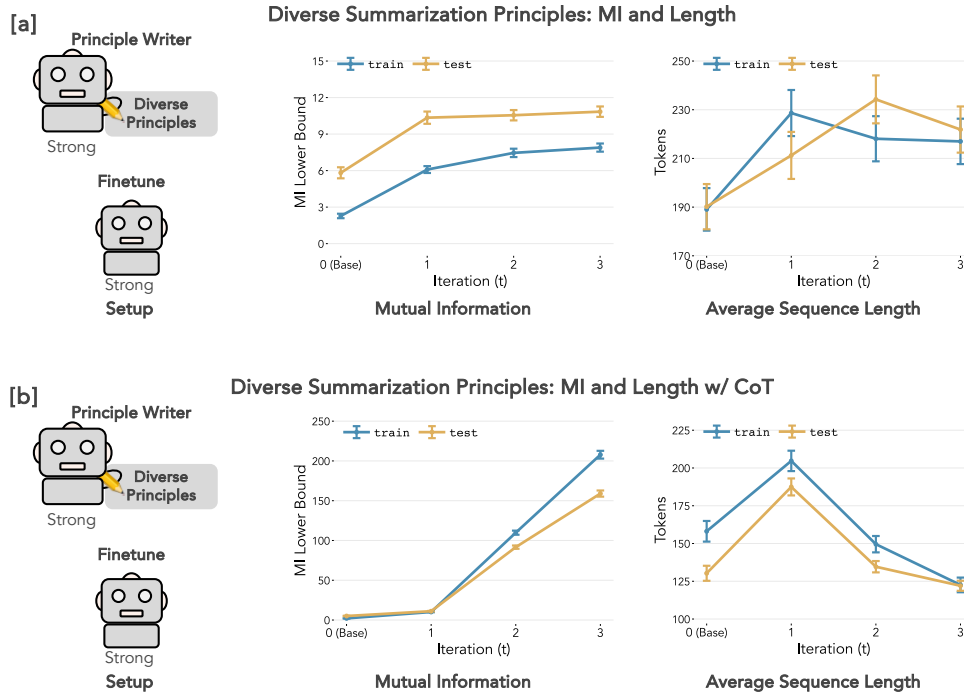 [a]
Diverse Summarization Principles: MI and Length
Principle Writer
Diverse
Principles
Strong
Finetune
Strong
Setup
train test
MI Lower Bound
15
12
9
6
3
0
0 (Base) 1 2 3
Iteration (t)
Mutual Information
train test
Tokens
250
230
210
190
170
0 (Base) 1 2 3
Iteration (t)
Average Sequence Length
[b]
Diverse Summarization Principles: MI and Length w/ CoT
Principle Writer
Diverse
Principles
Strong
Finetune
Strong
Setup
train test
MI Lower Bound
250
200
150
100
50
0
0 (Base) 1 2 3
Iteration (t)
Mutual Information
train test
Tokens
225
200
175
150
125
100
0 (Base) 1 2 3
Iteration (t)
Average Sequence Length